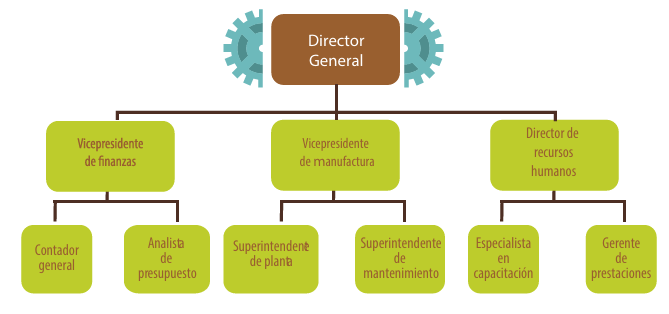 Director
General
Vicepresidente
de finanzas
Vicepresidente
de manufactura
Director de
recursos
humanos
Contador
general
Analista
de
presupuesto
Superintendente
de planta
Superintendente
de
mantenimiento
Especialista
en
capacitación
Gerente
de
prestaciones